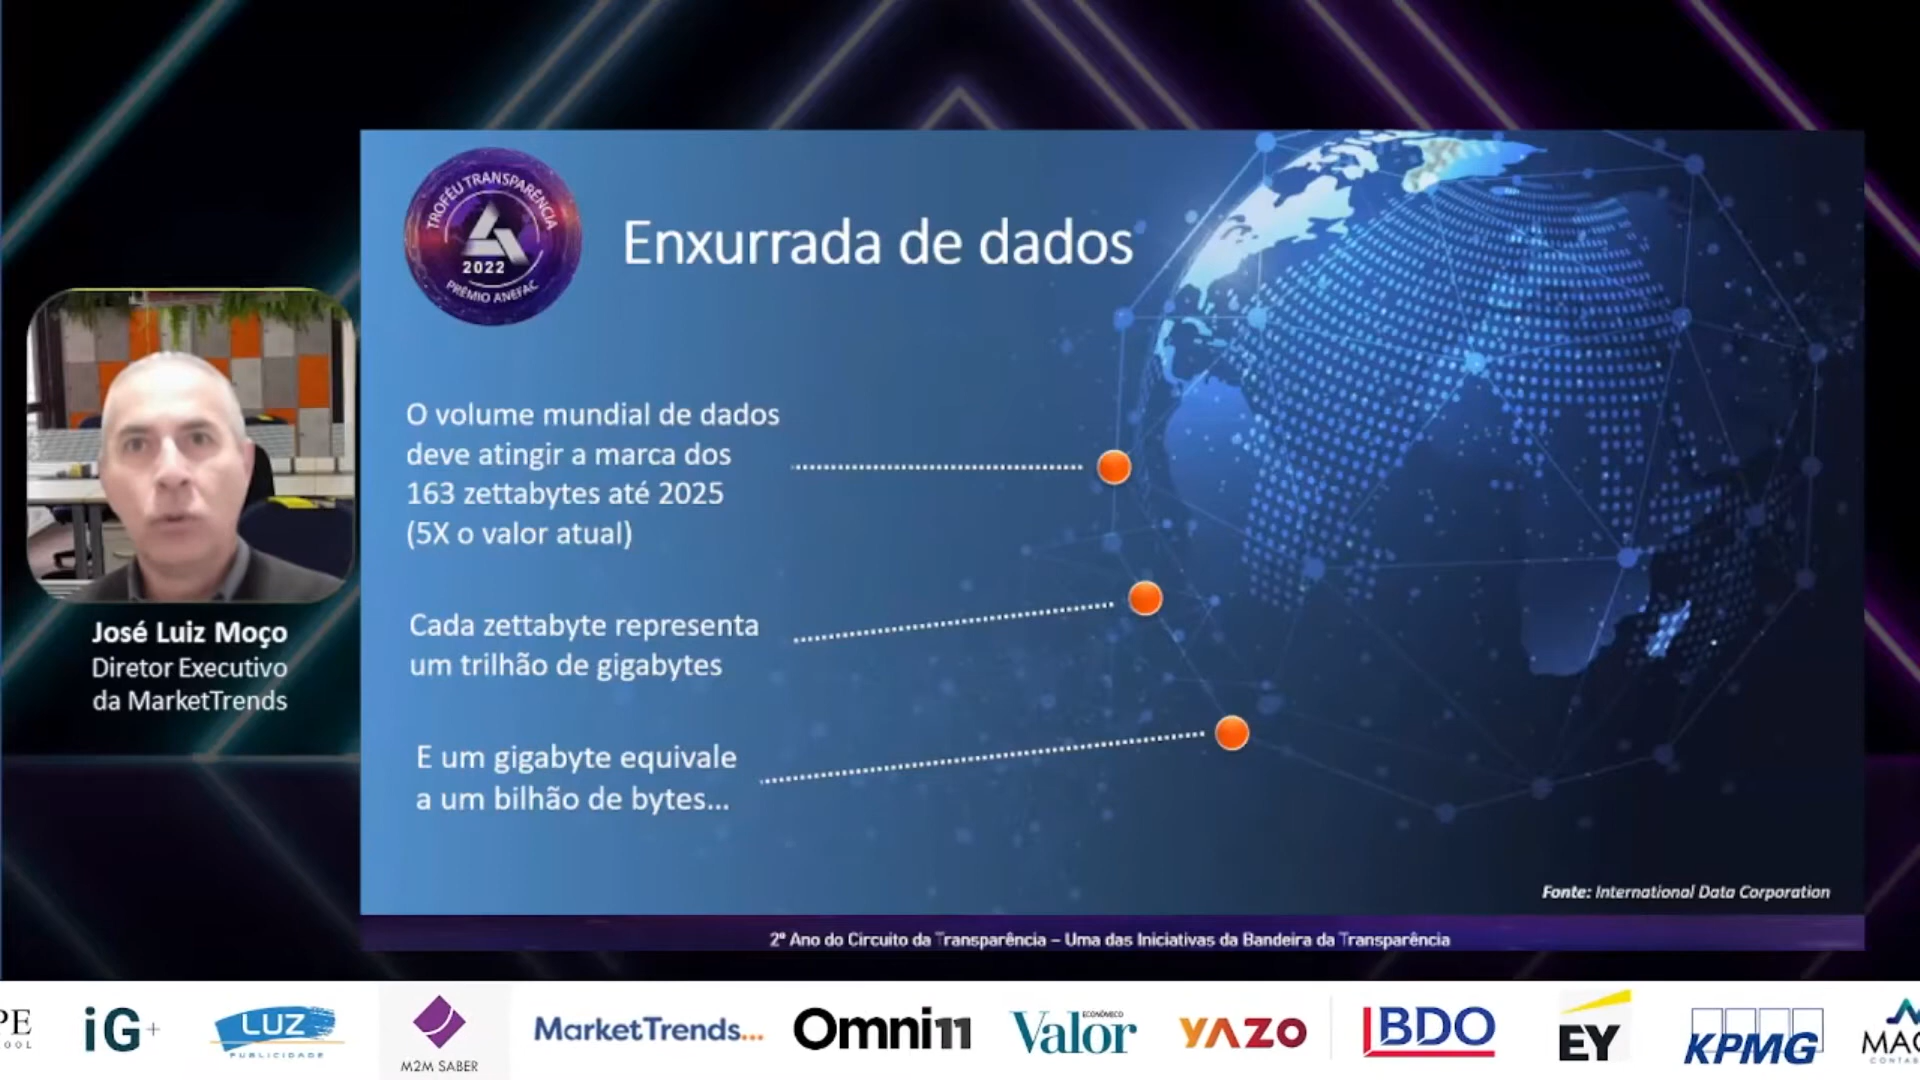 TROFÉU TRANSPARÊNCIA
2022
PRÊMIO ANEFAC
Enxurrada de dados
O volume mundial de dados
deve atingir a marca dos
163 zettabytes até 2025
(5X o valor atual)
Cada zettabyte representa
um trilhão de gigabytes
E um gigabyte equivale
a um bilhão de bytes...
Fonte: International Data Corporation
José Luiz Moço
Diretor Executivo
da MarketTrends
2º Ano do Circuito da Transparência – Uma das Iniciativas da Bandeira da Transparência
iG+
LUZ
PUBLICIDADE
M2M SABER
MarketTrends...
Omni11
Valor
ECONÔMICO
YAZO
BDO
EY
KPMG